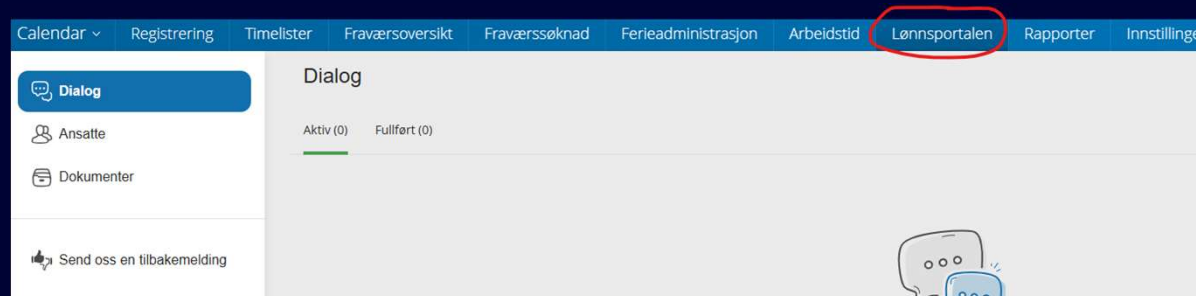 Calendar Registrering Timelister Fraværsoversikt Fraværssøknad Ferieadministrasjon Arbeidstid Lønnsportalen Rapporter
Dialog
Dialog
Aktiv (0) Fullført (0)
Ansatte
Dokumenter
Send oss en tilbakemelding